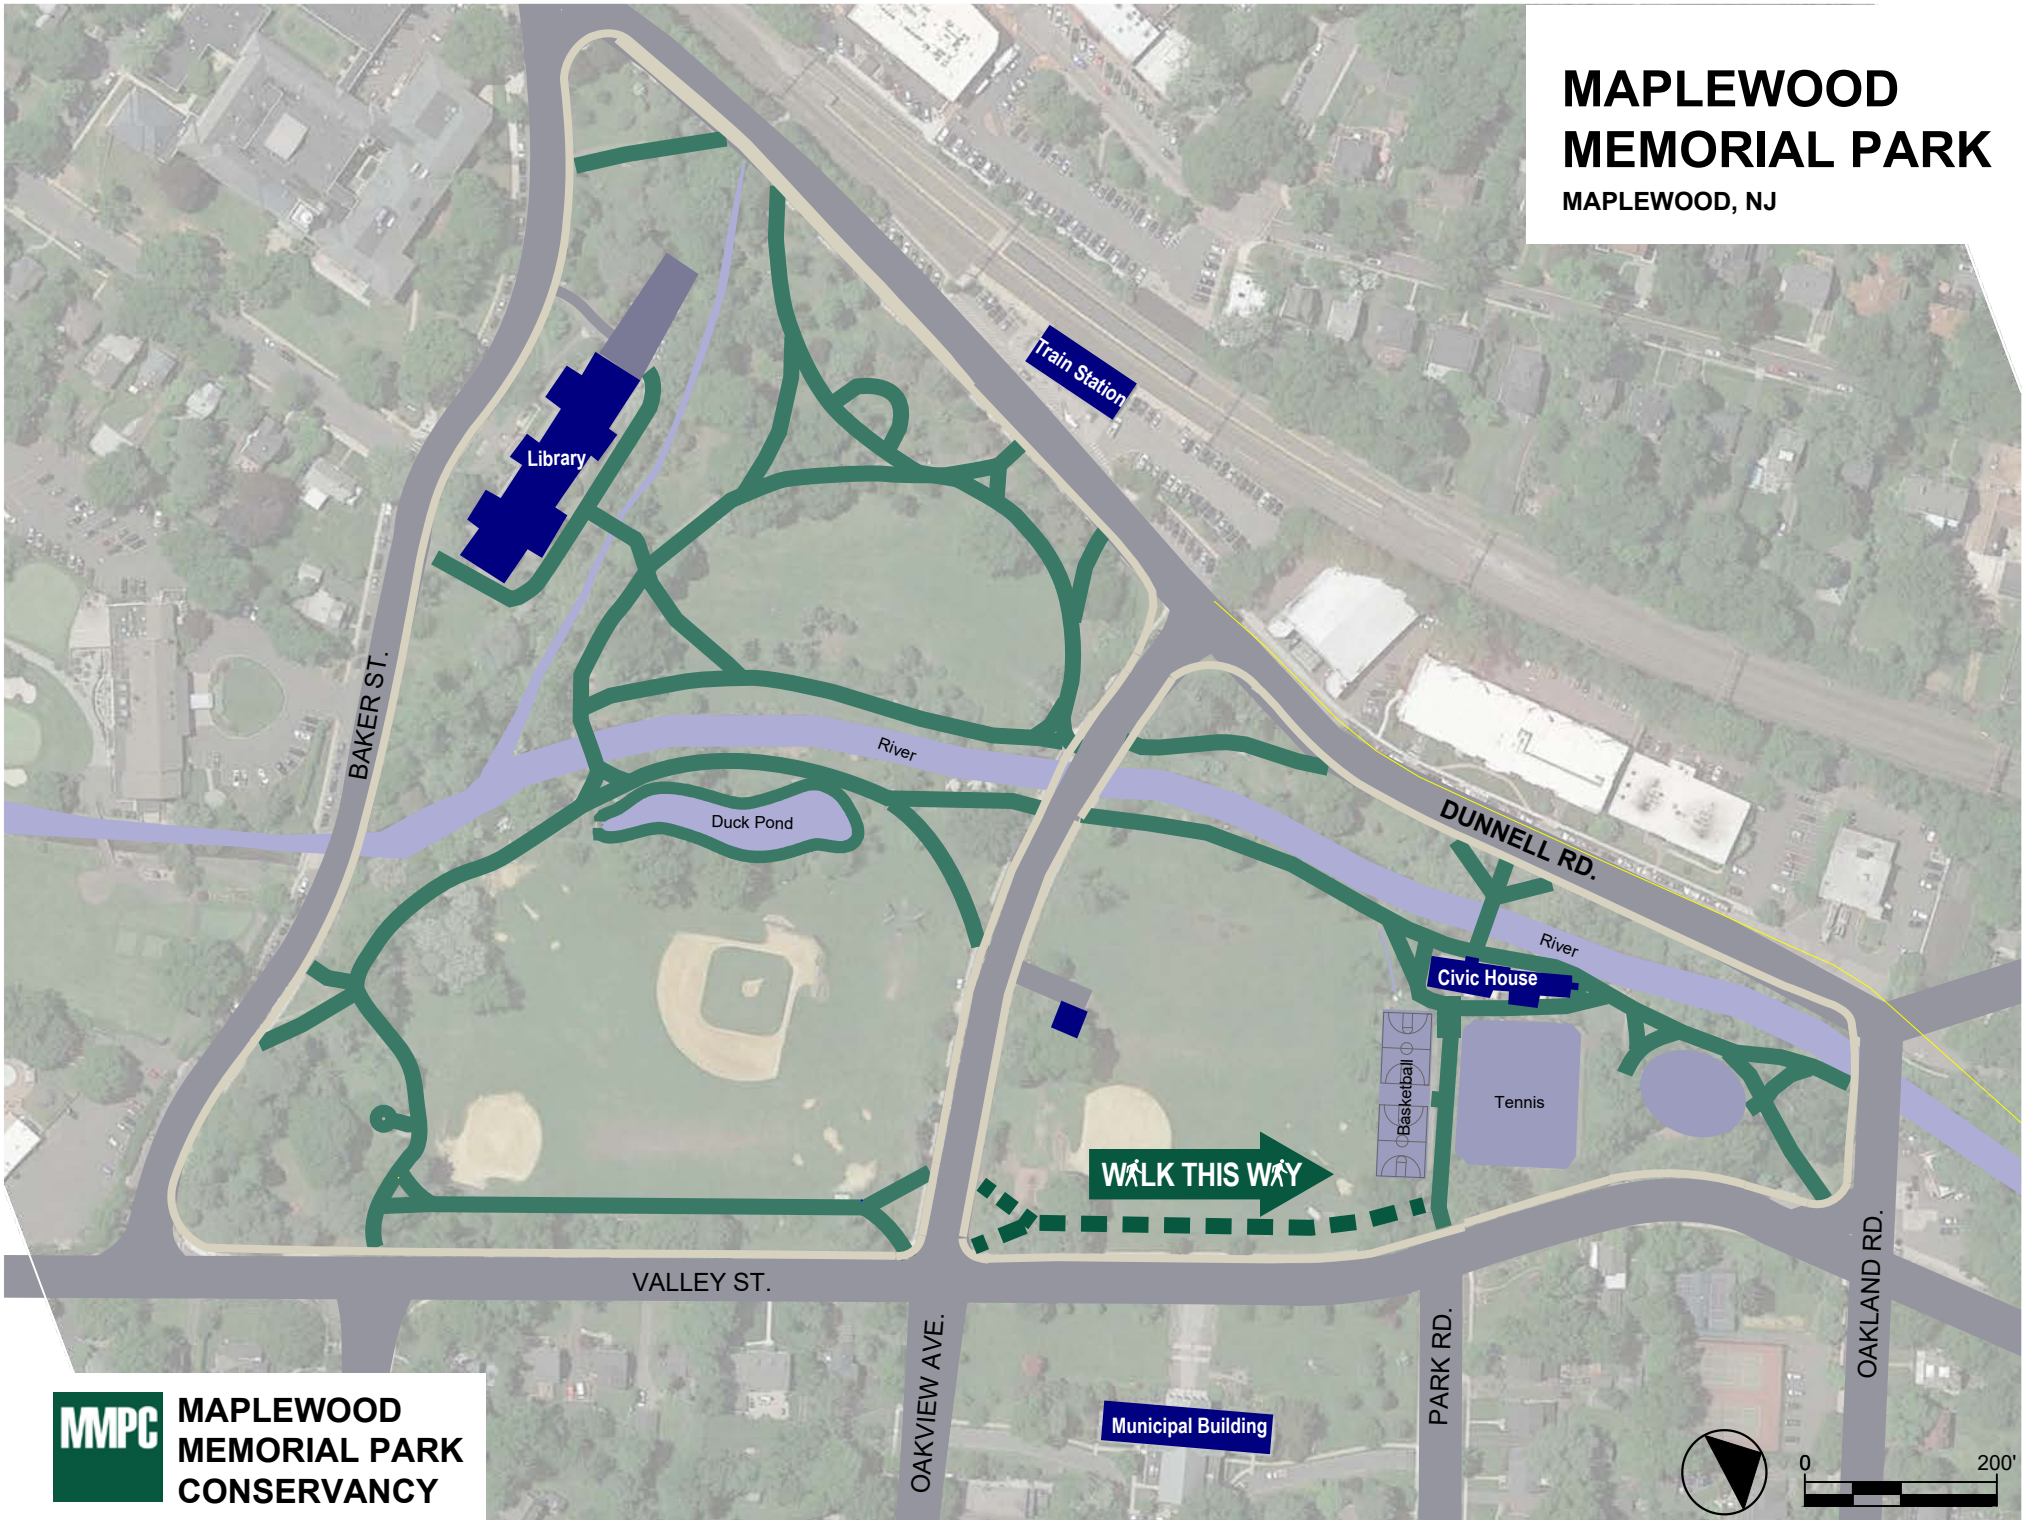 MAPLEWOOD
MEMORIAL PARK
MAPLEWOOD, NJ
Train Station
Library
BAKER ST.
River
Duck Pond
DUNNELL RD.
River
Civic House
Basketball
Tennis
WALK THIS WAY
VALLEY ST.
OAKVIEW AVE.
PARK RD.
OAKLAND RD.
Municipal Building
MMPC
MAPLEWOOD
MEMORIAL PARK
CONSERVANCY
0 200'